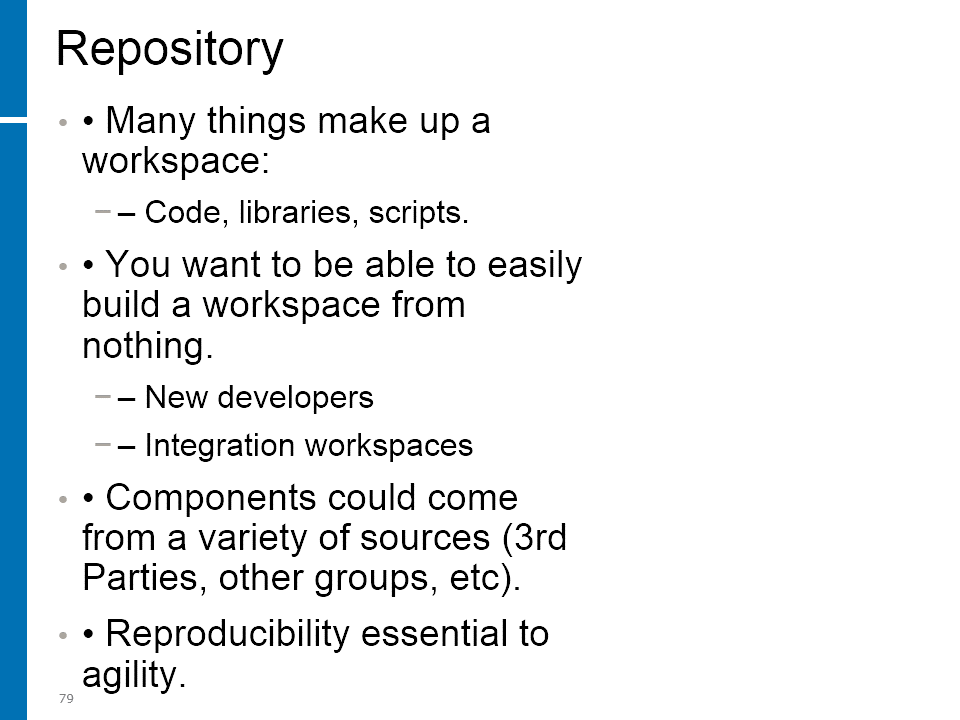 Repository
• • Many things make up a
workspace:
– – Code, libraries, scripts.
• • You want to be able to easily
build a workspace from
nothing.
– – New developers
– – Integration workspaces
• • Components could come
from a variety of sources (3rd
Parties, other groups, etc).
• • Reproducibility essential to
agility.
79